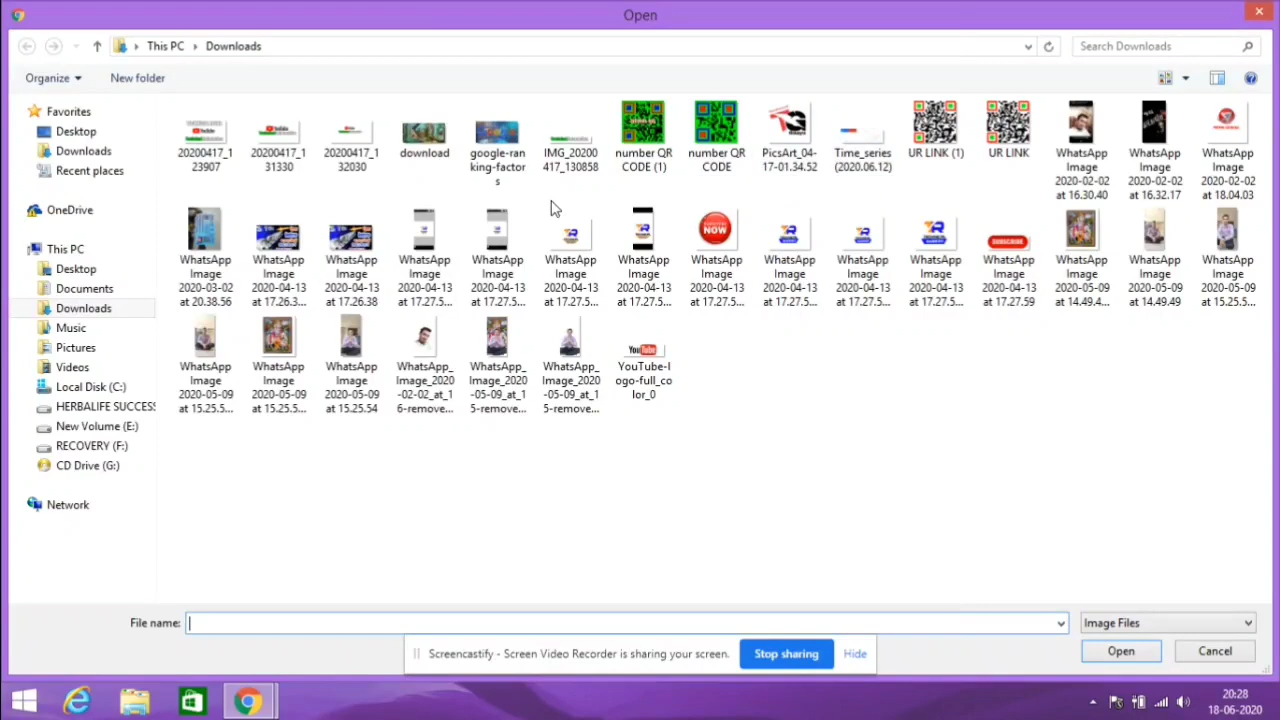 Open
This PC
Downloads
Search Downloads
Organize
New folder
Favorites
Desktop
Downloads
Recent places
OneDrive
This PC
Desktop
Documents
Downloads
Music
Pictures
Videos
Local Disk (C:)
HERBALIFE SUCCESS
New Volume (E:)
RECOVERY (F:)
CD Drive (G:)
Network
20200417_1
23907
20200417_1
31330
20200417_1
32030
download
google-ran
king-factor
s
IMG_20200
417_130858
number QR
CODE (1)
number QR
CODE
PicsArt_04-
17-01.34.52
Time_series
(2020.06.12)
UR LINK (1)
UR LINK
WhatsApp
Image
2020-02-02
at 16.30.40
WhatsApp
Image
2020-02-02
at 16.32.17
WhatsApp
Image
2020-02-02
at 18.04.03
WhatsApp
Image
2020-03-02
at 20.38.56
WhatsApp
Image
2020-04-13
at 17.26.3...
WhatsApp
Image
2020-04-13
at 17.26.38
WhatsApp
Image
2020-04-13
at 17.27.5...
WhatsApp
Image
2020-04-13
at 17.27.5...
WhatsApp
Image
2020-04-13
at 17.27.5...
WhatsApp
Image
2020-04-13
at 17.27.5...
NOW
WhatsApp
Image
2020-04-13
at 17.27.5...
WhatsApp
Image
2020-04-13
at 17.27.5...
WhatsApp
Image
2020-04-13
at 17.27.5...
WhatsApp
Image
2020-04-13
at 17.27.5...
SUBSCRIBE
WhatsApp
Image
2020-04-13
at 17.27.59
WhatsApp
Image
2020-05-09
at 14.49.4...
WhatsApp
Image
2020-05-09
at 14.49.49
WhatsApp
Image
2020-05-09
at 15.25.5...
WhatsApp
Image
2020-05-09
at 15.25.5...
WhatsApp
Image
2020-05-09
at 15.25.5...
WhatsApp
Image
2020-05-09
at 15.25.54
WhatsApp_
Image_2020
-02-02_at_1
6-remove...
WhatsApp_
Image_2020
-05-09_at_1
5-remove...
WhatsApp_
Image_2020
-05-09_at_1
5-remove...
YouTube
YouTube-l
ogo-full_co
lor_0
File name:
Image Files
Open
Cancel
Screencastify - Screen Video Recorder is sharing your screen.
Stop sharing
Hide
20:28
18-06-2020